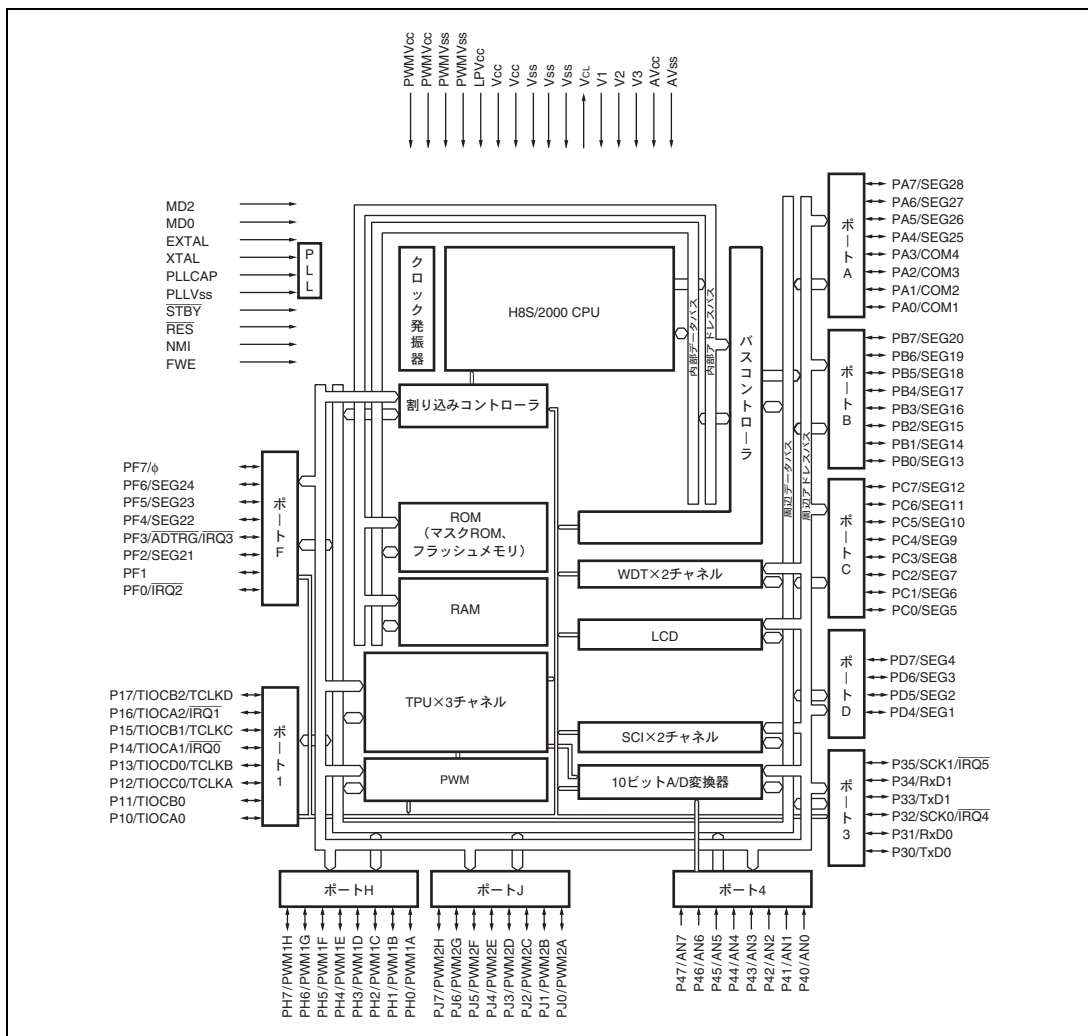 PWMVcc
PWMVcc
PWMVss
PWMVss
LPVcc
Vcc
Vcc
Vss
Vss
Vss
VCL
V1
V2
V3
AVcc
AVss
MD2
MD0
EXTAL
XTAL
PLLCAP
PLLVss
STBY
RES
NMI
FWE
PLL
クロック発振器
H8S/2000 CPU
内部データバス
内部アドレスバス
バスコントローラ
割り込みコントローラ
周辺データバス
周辺アドレスバス
ポートA
PA7/SEG28
PA6/SEG27
PA5/SEG26
PA4/SEG25
PA3/COM4
PA2/COM3
PA1/COM2
PA0/COM1
ポートB
PB7/SEG20
PB6/SEG19
PB5/SEG18
PB4/SEG17
PB3/SEG16
PB2/SEG15
PB1/SEG14
PB0/SEG13
PF7/φ
PF6/SEG24
PF5/SEG23
PF4/SEG22
PF3/ADTRG/IRQ3
PF2/SEG21
PF1
PF0/IRQ2
ポートF
ROM
(マスクROM、
フラッシュメモリ)
RAM
WDT×2チャネル
LCD
ポートC
PC7/SEG12
PC6/SEG11
PC5/SEG10
PC4/SEG9
PC3/SEG8
PC2/SEG7
PC1/SEG6
PC0/SEG5
ポートD
PD7/SEG4
PD6/SEG3
PD5/SEG2
PD4/SEG1
P17/TIOCB2/TCLKD
P16/TIOCA2/IRQ1
P15/TIOCB1/TCLKC
P14/TIOCA1/IRQ0
P13/TIOCD0/TCLKB
P12/TIOCC0/TCLKA
P11/TIOCB0
P10/TIOCA0
ポート1
TPU×3チャネル
PWM
SCI×2チャネル
10ビットA/D変換器
ポート3
P35/SCK1/IRQ5
P34/RxD1
P33/TxD1
P32/SCK0/IRQ4
P31/RxD0
P30/TxD0
ポートH
ポートJ
ポート4
PH7/PWM1H
PH6/PWM1G
PH5/PWM1F
PH4/PWM1E
PH3/PWM1D
PH2/PWM1C
PH1/PWM1B
PH0/PWM1A
PJ7/PWM2H
PJ6/PWM2G
PJ5/PWM2F
PJ4/PWM2E
PJ3/PWM2D
PJ2/PWM2C
PJ1/PWM2B
PJ0/PWM2A
P47/AN7
P46/AN6
P45/AN5
P44/AN4
P43/AN3
P42/AN2
P41/AN1
P40/AN0